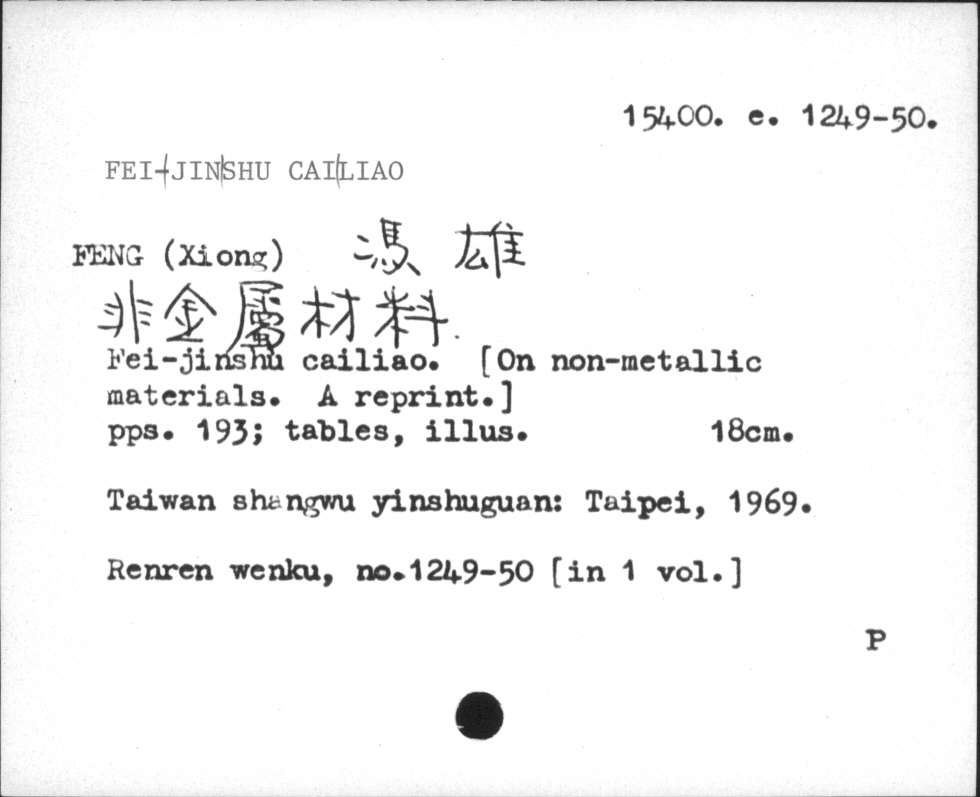 15400. e. 1249-50.
FEI-JINSHU CAILIAO
FENG (Xiong) 馮 雄
非金屬材料
Fei-jinshu cailiao. [On non-metallic
materials. A reprint.]
pps. 193; tables, illus. 18cm.
Taiwan shangwu yinshuguan: Taipei, 1969.
Renren wenku, no.1249-50 [in 1 vol.]
P